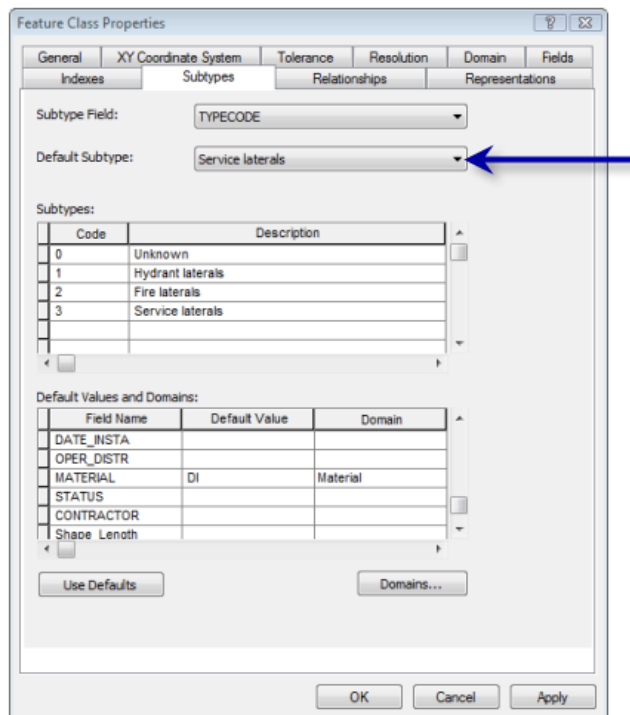 Feature Class Properties
General XY Coordinate System Tolerance Resolution Domain Fields
Indexes Subtypes Relationships Representations
Subtype Field: TYPECODE
Default Subtype: Service laterals
Subtypes:
Code Description
0 Unknown
1 Hydrant laterals
2 Fire laterals
3 Service laterals
Default Values and Domains:
Field Name Default Value Domain
DATE_INSTA
OPER_DISTR
MATERIAL DI Material
STATUS
CONTRACTOR
Shape_Length
Use Defaults Domains...
OK Cancel Apply